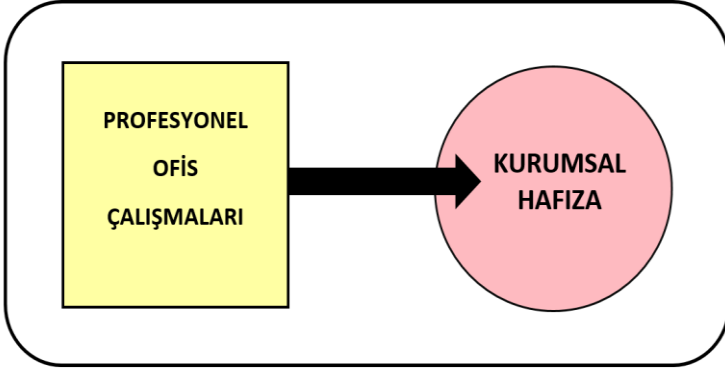 PROFESYONEL
OFİS
ÇALIŞMALARI
KURUMSAL
HAFIZA